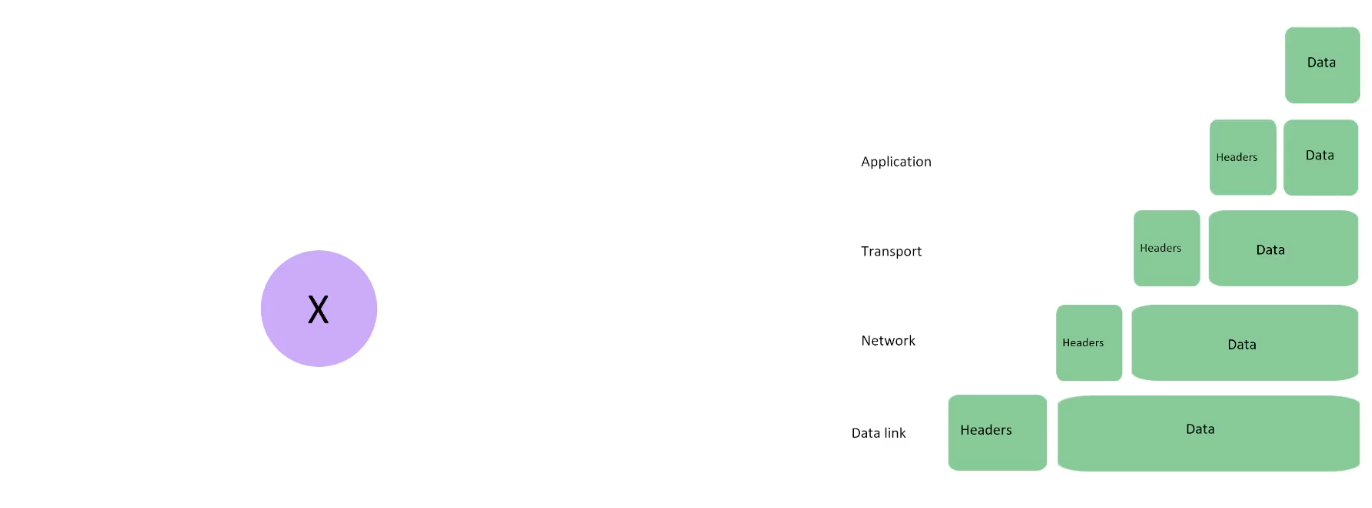 Data
Application
Headers
Data
Transport
Headers
Data
X
Network
Headers
Data
Data link
Headers
Data